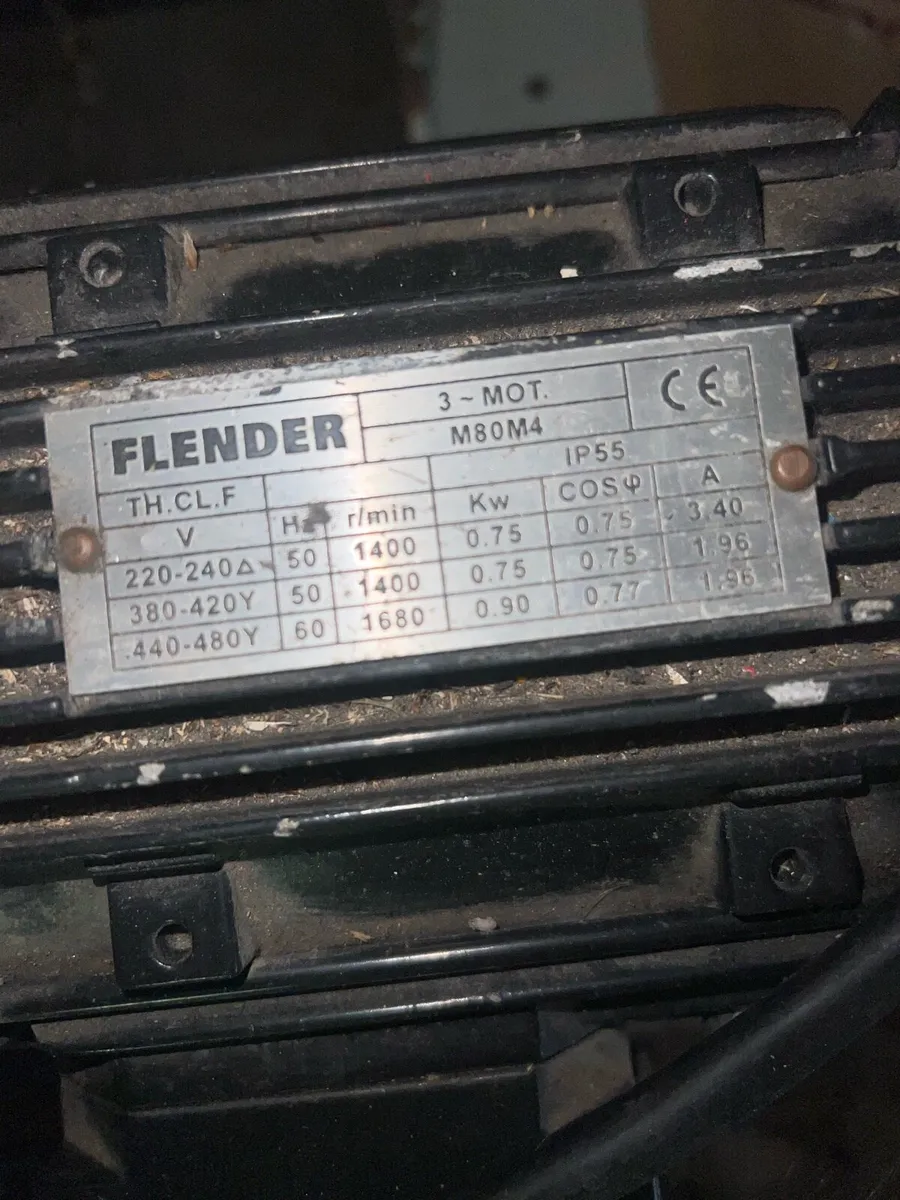 FLENDER
3 ~ MOT.
M80M4
CE
TH.CL.F
IP55
V Hz r/min Kw COSφ A
220-240Δ 50 1400 0.75 0.75 3.40
380-420Y 50 1400 0.75 0.75 1.96
440-480Y 60 1680 0.90 0.77 1.96